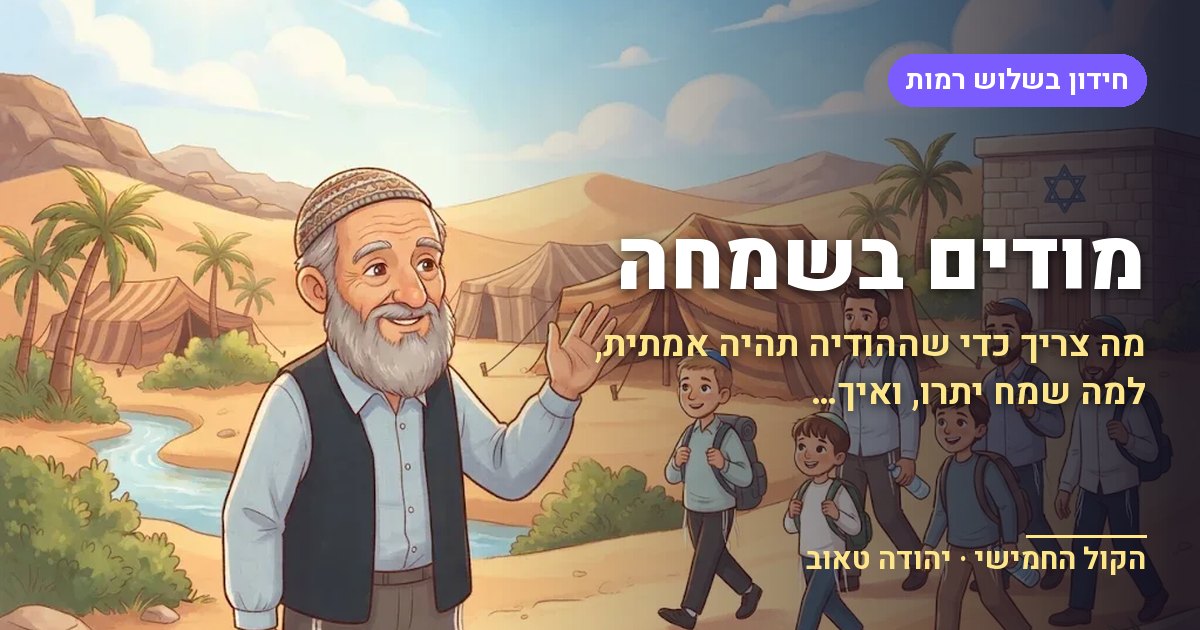 חידון בשלוש רמות
מודים בשמחה
מה צריך כדי שההודיה תהיה אמתית,
למה שמח יתרו, ואיך...
הקול החמישי · יהודה טאוב